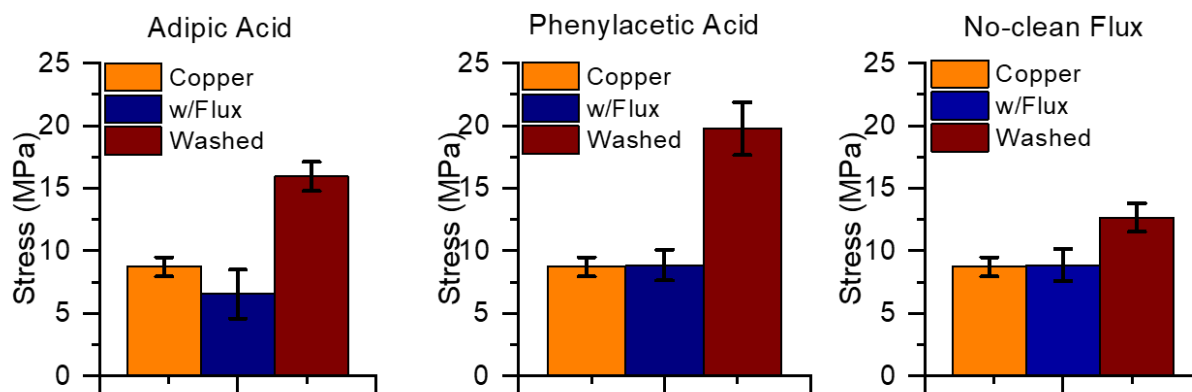 Adipic Acid
25
20
15
10
5
0
Stress (MPa)
Copper
w/Flux
Washed
Phenylacetic Acid
25
20
15
10
5
0
Stress (MPa)
Copper
w/Flux
Washed
No-clean Flux
25
20
15
10
5
0
Stress (MPa)
Copper
w/Flux
Washed